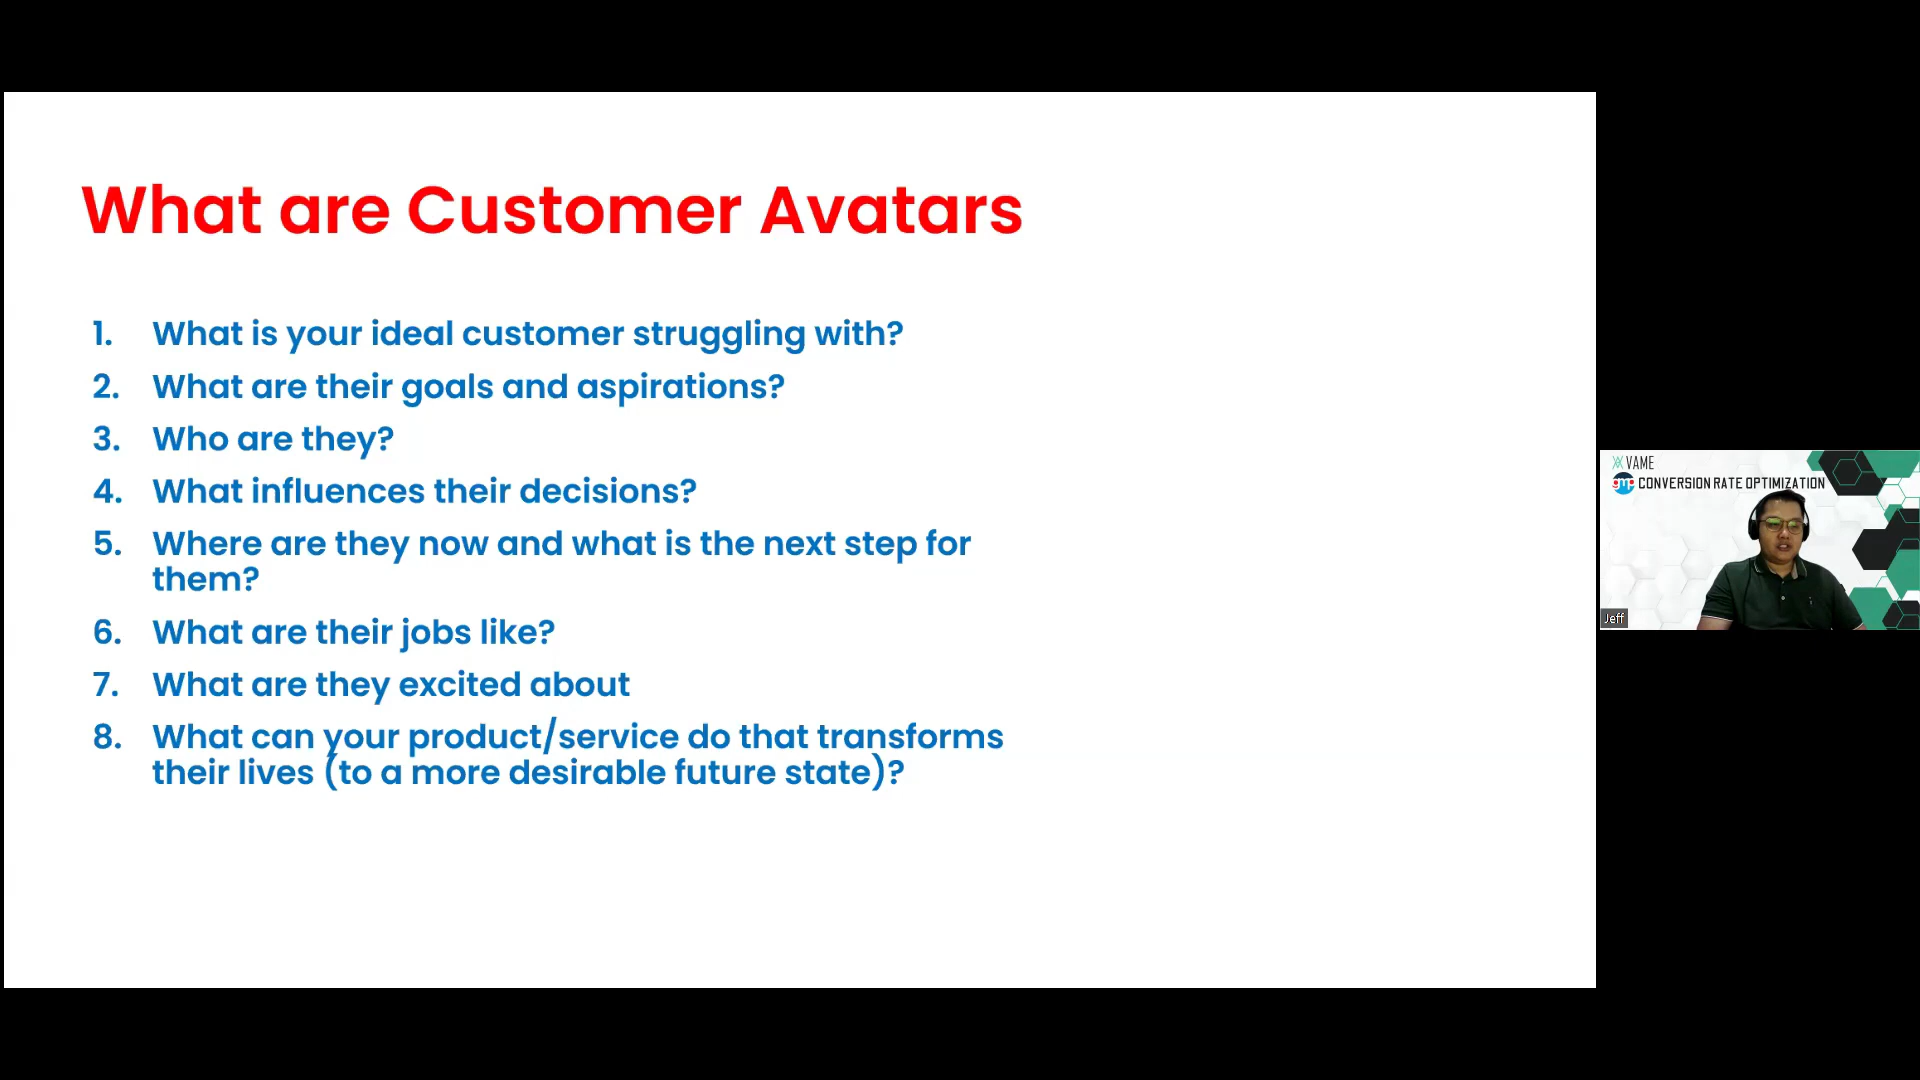 What are Customer Avatars
1. What is your ideal customer struggling with?
2. What are their goals and aspirations?
3. Who are they?
4. What influences their decisions?
5. Where are they now and what is the next step for
them?
6. What are their jobs like?
7. What are they excited about
8. What can your product/service do that transforms
their lives (to a more desirable future state)?
VAME
gmp CONVERSION RATE OPTIMIZATION
Jeff